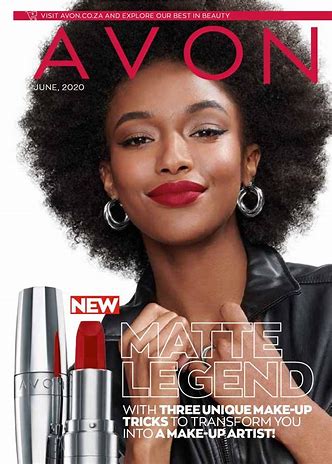 VISIT AVON.CO.ZA AND EXPLORE OUR BEST IN BEAUTY
AVON
JUNE, 2020
NEW
MATTE
LEGEND
AVON
WITH THREE UNIQUE MAKE-UP
TRICKS TO TRANSFORM YOU
INTO A MAKE-UP ARTIST!